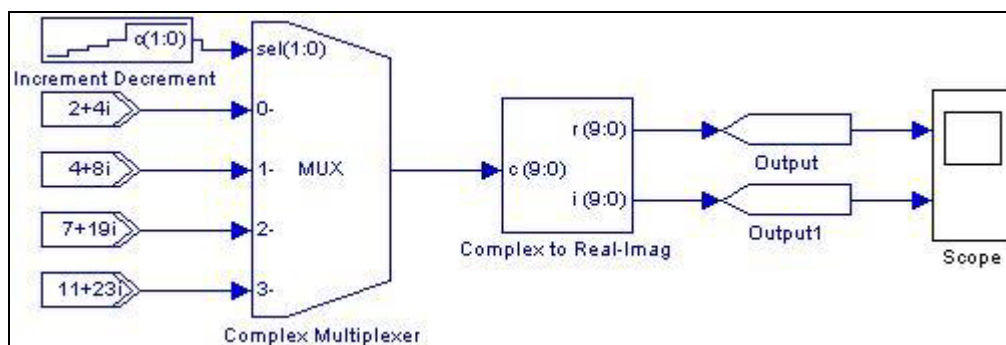 c(1:0)
Increment Decrement
sel(1:0)
2+4i
0-
4+8i
1-
MUX
7+19i
2-
11+23i
3-
Complex Multiplexer
r (9:0)
c (9:0)
i (9:0)
Complex to Real-Imag
Output
Output1
Scope